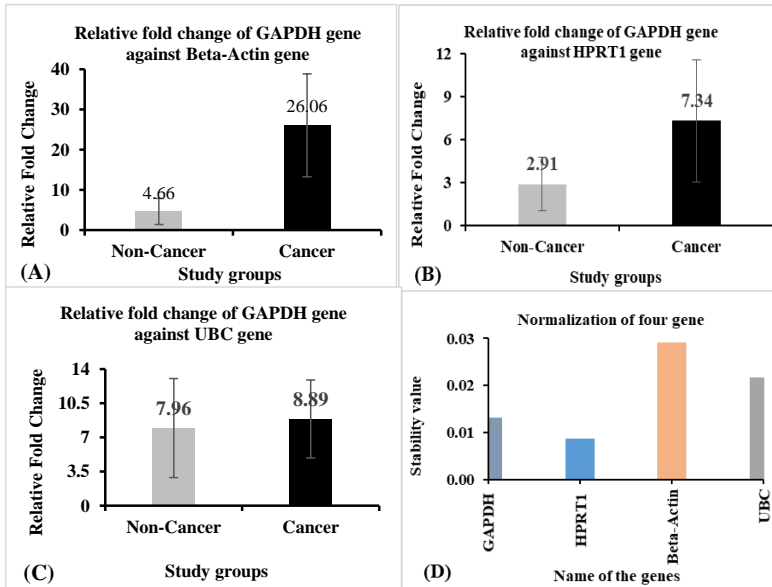 Relative fold change of GAPDH gene
against Beta-Actin gene
Relative Fold Change
40
30
20
10
0
4.66
26.06
Non-Cancer
Cancer
Study groups
(A)
Relative fold change of GAPDH gene
against HPRT1 gene
Relative Fold Change
12
9
6
3
0
2.91
7.34
Non-Cancer
Cancer
Study groups
(B)
Relative fold change of GAPDH gene
against UBC gene
Relative Fold Change
14
10.5
7
3.5
0
7.96
8.89
Non-Cancer
Cancer
Study groups
(C)
Normalization of four gene
Stability value
0.03
0.02
0.01
0.00
GAPDH
HPRT1
Beta-Actin
UBC
Name of the genes
(D)